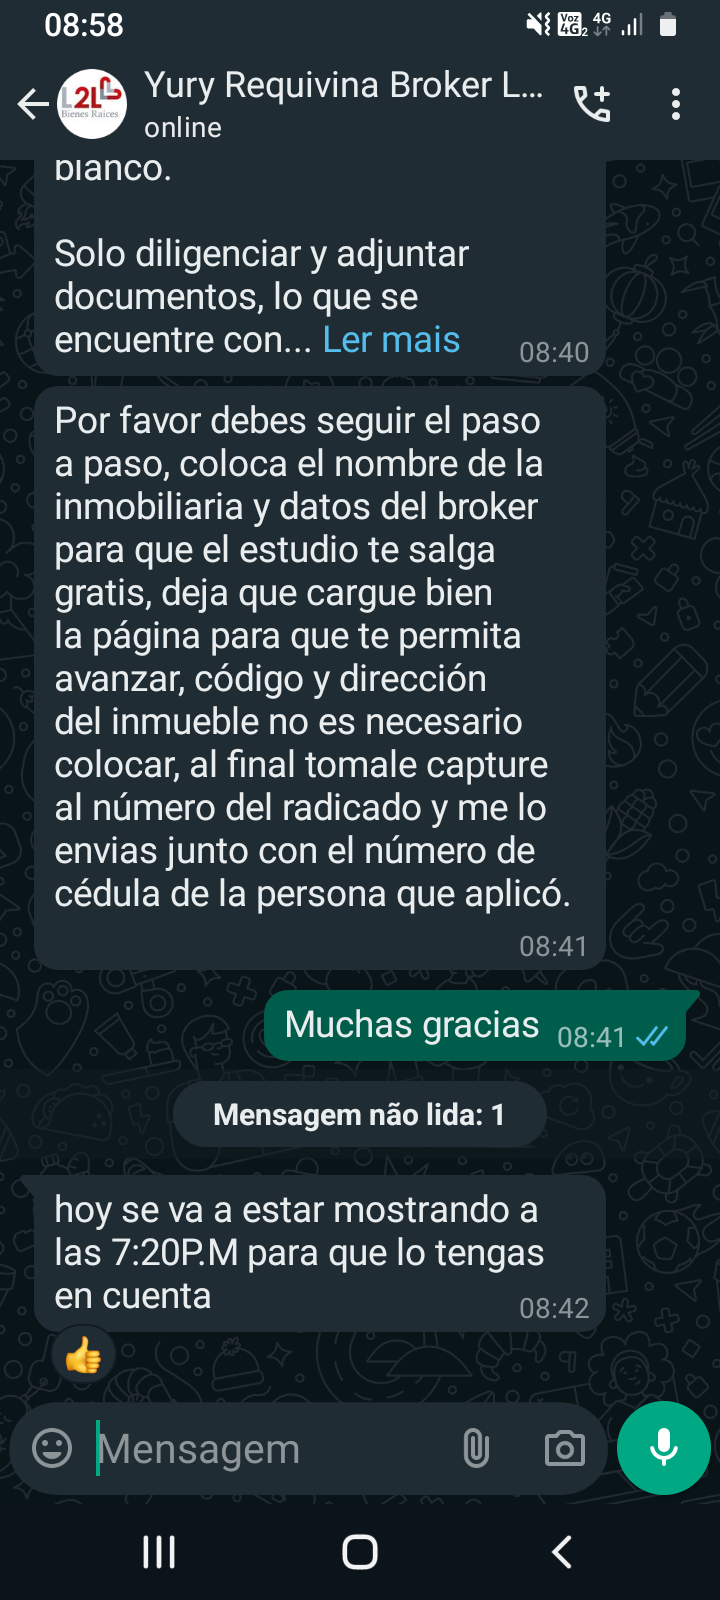 08:58
Voz
4G2
4G
L2L
Bienes Raíces
Yury Requivina Broker L...
online
blanco.
Solo diligenciar y adjuntar
documentos, lo que se
encuentre con... Ler mais
08:40
Por favor debes seguir el paso
a paso, coloca el nombre de la
inmobiliaria y datos del broker
para que el estudio te salga
gratis, deja que cargue bien
la página para que te permita
avanzar, código y dirección
del inmueble no es necesario
colocar, al final tomale capture
al número del radicado y me lo
envias junto con el número de
cédula de la persona que aplicó.
08:41
Muchas gracias 08:41
Mensagem não lida: 1
hoy se va a estar mostrando a
las 7:20P.M para que lo tengas
en cuenta
08:42
Mensagem